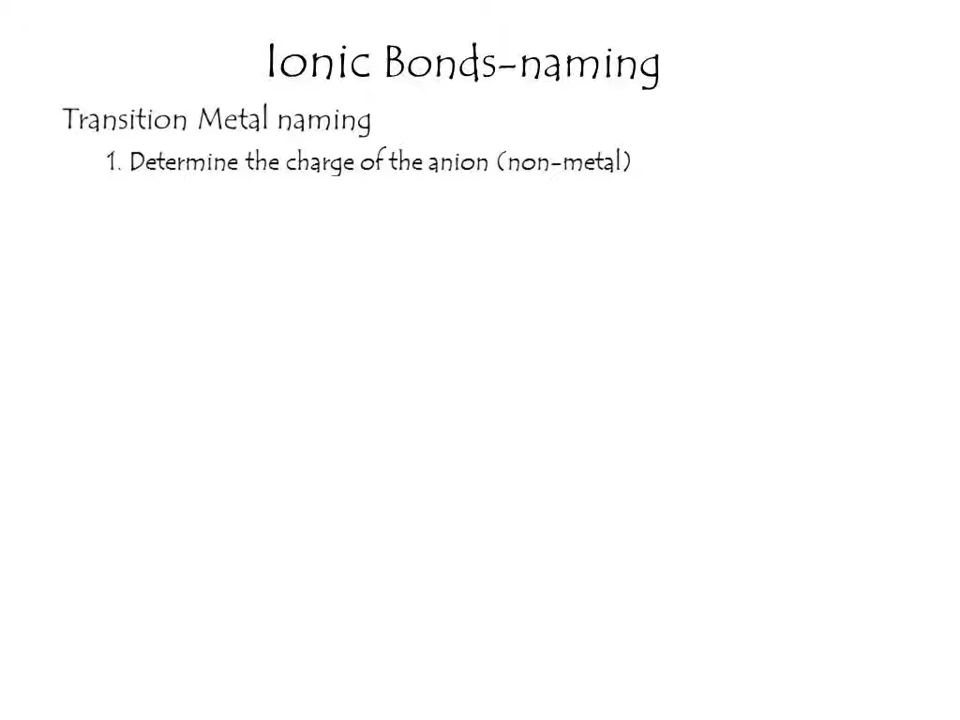 Ionic Bonds-naming
Transition Metal naming
1. Determine the charge of the anion (non-metal)